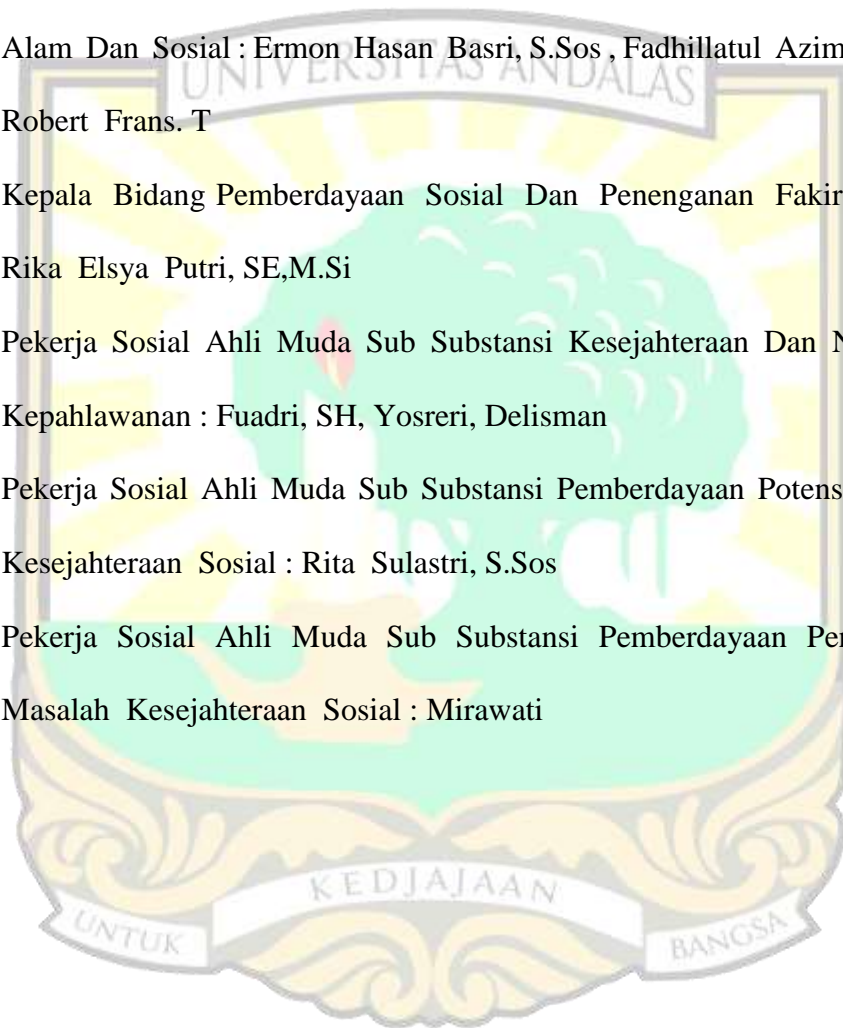 Alam Dan Sosial : Ermon Hasan Basri, S.Sos , Fadhillatul Azim
UNIVERSITAS ANDALAS
Robert Frans. T
Kepala Bidang Pemberdayaan Sosial Dan Penenganan Fakir
Rika Elsya Putri, SE,M.Si
Pekerja Sosial Ahli Muda Sub Substansi Kesejahteraan Dan N
Kepahlawanan : Fuadri, SH, Yosreri, Delisman
Pekerja Sosial Ahli Muda Sub Substansi Pemberdayaan Potens
Kesejahteraan Sosial : Rita Sulastri, S.Sos
Pekerja Sosial Ahli Muda Sub Substansi Pemberdayaan Per
Masalah Kesejahteraan Sosial : Mirawati
KEDJAJAAN
UNTUK
BANGSA